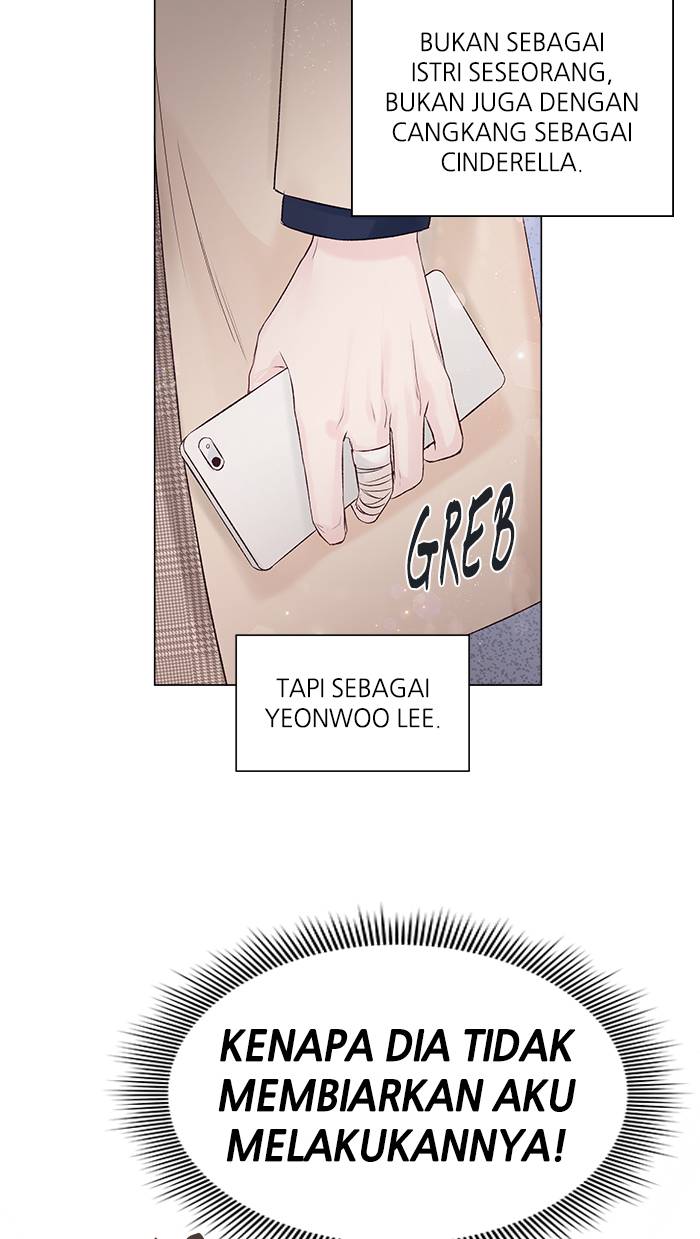 BUKAN SEBAGAI
ISTRI SESEORANG,
BUKAN JUGA DENGAN
CANGKANG SEBAGAI
CINDERELLA.
GREB
TAPI SEBAGAI
YEONWOO LEE.
KENAPA DIA TIDAK
MEMBIARKAN AKU
MELAKUKANNYA!